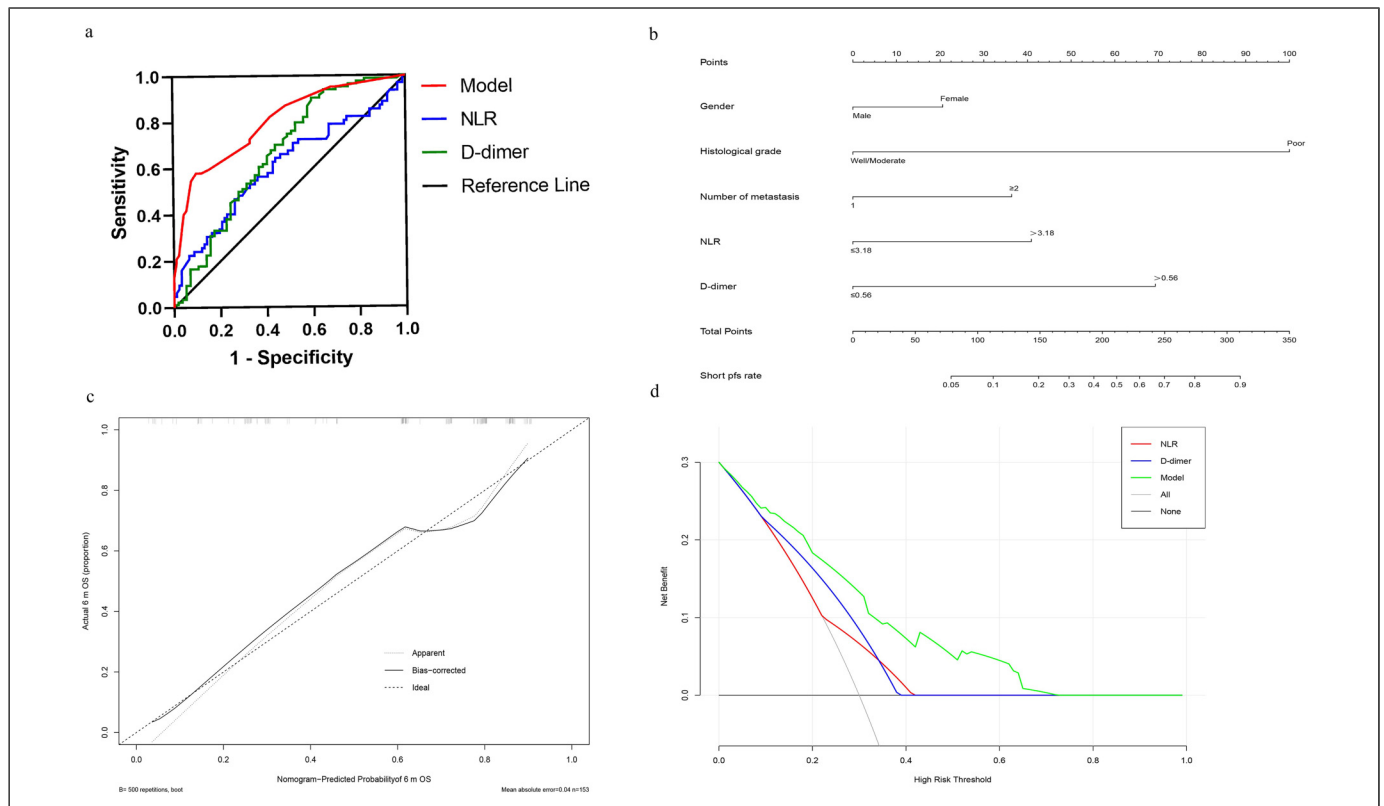 a
1.0
0.8
0.6
0.4
0.2
0.0
Sensitivity
0.0 0.2 0.4 0.6 0.8 1.0
1 - Specificity
Model
NLR
D-dimer
Reference Line
b
Points
0 10 20 30 40 50 60 70 80 90 100
Gender
Female
Male
Histological grade
Poor
Well/Moderate
Number of metastasis
≥2
1
NLR
>3.18
≤3.18
D-dimer
>0.56
≤0.56
Total Points
0 50 100 150 200 250 300 350
Short pfs rate
0.05 0.1 0.2 0.3 0.4 0.5 0.6 0.7 0.8 0.9
c
Actual 6 m OS (proportion)
1.0
0.8
0.6
0.4
0.2
0.0
Apparent
Bias-corrected
Ideal
0.0 0.2 0.4 0.6 0.8 1.0
Nomogram-Predicted Probabilityof 6 m OS
B= 500 repetitions, boot
Mean absolute error=0.04 n=153
d
NLR
D-dimer
Model
All
None
Net Benefit
0.3
0.2
0.1
0.0
0.0 0.2 0.4 0.6 0.8 1.0
High Risk Threshold